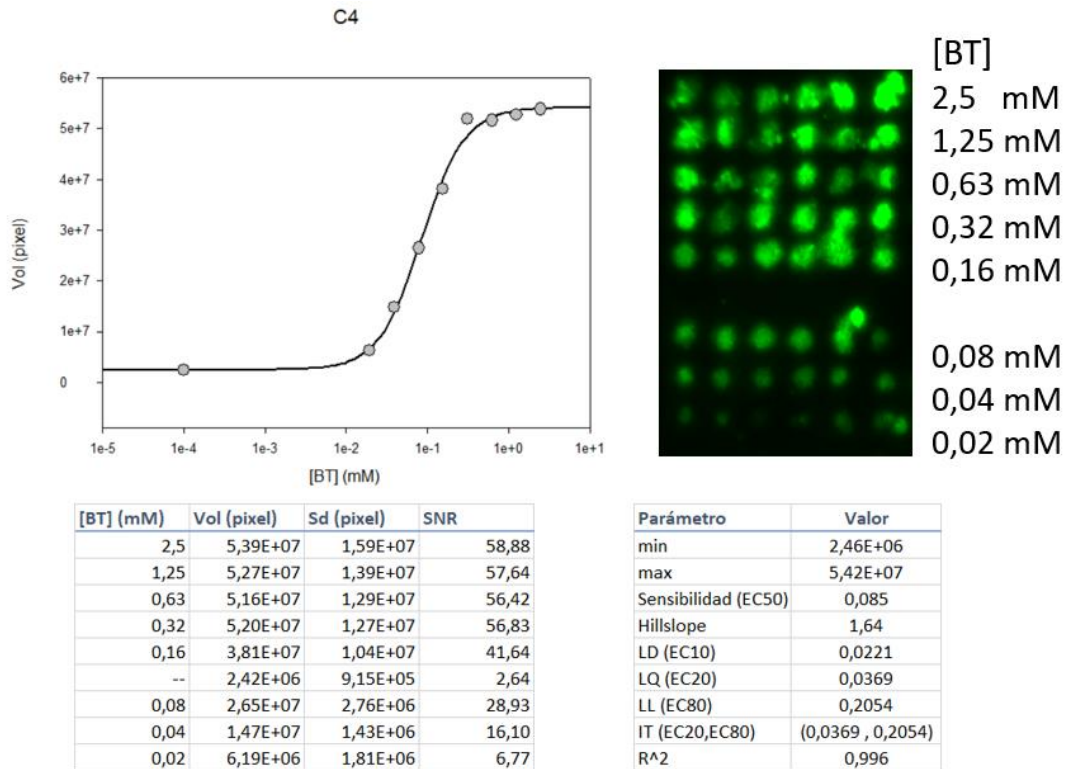 C4
6e+7
5e+7
4e+7
3e+7
2e+7
1e+7
0
Vol (pixel)
1e-5 1e-4 1e-3 1e-2 1e-1 1e+0 1e+1
[BT] (mM)
[BT]
2,5 mM
1,25 mM
0,63 mM
0,32 mM
0,16 mM
0,08 mM
0,04 mM
0,02 mM
[BT] (mM) Vol (pixel) Sd (pixel) SNR
2,5 5,39E+07 1,59E+07 58,88
1,25 5,27E+07 1,39E+07 57,64
0,63 5,16E+07 1,29E+07 56,42
0,32 5,20E+07 1,27E+07 56,83
0,16 3,81E+07 1,04E+07 41,64
-- 2,42E+06 9,15E+05 2,64
0,08 2,65E+07 2,76E+06 28,93
0,04 1,47E+07 1,43E+06 16,10
0,02 6,19E+06 1,81E+06 6,77
Parámetro Valor
min 2,46E+06
max 5,42E+07
Sensibilidad (EC50) 0,085
Hillslope 1,64
LD (EC10) 0,0221
LQ (EC20) 0,0369
LL (EC80) 0,2054
IT (EC20,EC80) (0,0369 , 0,2054)
R^2 0,996